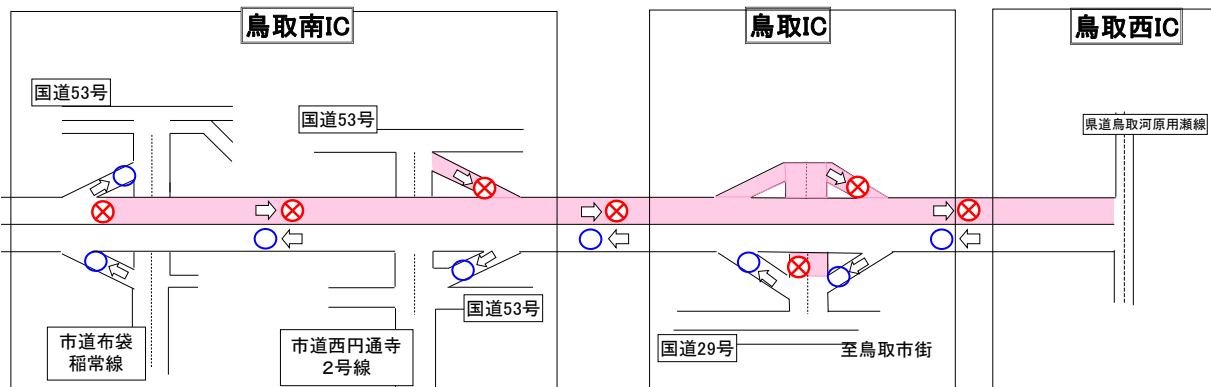 鳥取南IC
鳥取IC
鳥取西IC
国道53号
国道53号
県道鳥取河原用瀬線
国道53号
市道布袋
稲常線
市道西円通寺
2号線
国道29号
至鳥取市街